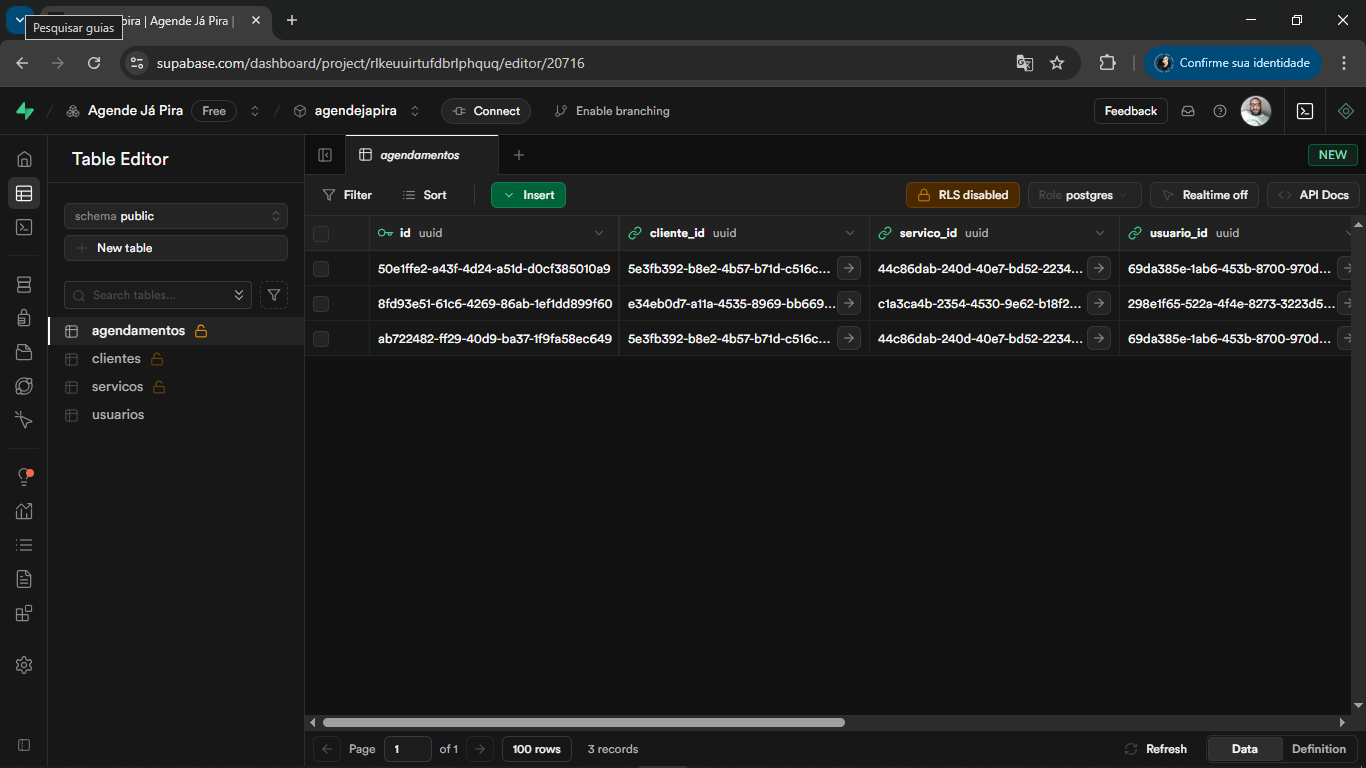 pira | Agende Já Pira |
Pesquisar guias
supabase.com/dashboard/project/rlkeuuirtufdbrlphquq/editor/20716
Confirme sua identidade
/ Agende Já Pira Free / agendejapira Connect Enable branching
Feedback
Table Editor
agendamentos
NEW
schema public
New table
Search tables...
agendamentos
clientes
servicos
usuarios
Filter Sort Insert RLS disabled Role postgres Realtime off API Docs
id uuid cliente_id uuid servico_id uuid usuario_id uuid
50e1ffe2-a43f-4d24-a51d-d0cf385010a9 5e3fb392-b8e2-4b57-b71d-c516c... 44c86dab-240d-40e7-bd52-2234... 69da385e-1ab6-453b-8700-970d...
8fd93e51-61c6-4269-86ab-1ef1dd899f60 e34eb0d7-a11a-4535-8969-bb669... c1a3ca4b-2354-4530-9e62-b18f2... 298e1f65-522a-4f4e-8273-3223d5...
ab722482-ff29-40d9-ba37-1f9fa58ec649 5e3fb392-b8e2-4b57-b71d-c516c... 44c86dab-240d-40e7-bd52-2234... 69da385e-1ab6-453b-8700-970d...
Page 1 of 1 100 rows 3 records Refresh Data Definition